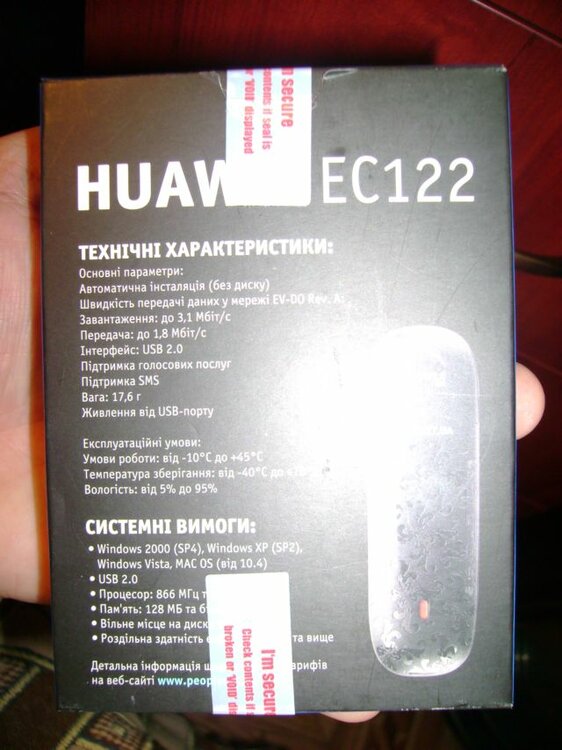 I'm secure
contents if seal is
or 'VOID' displayed
HUAW EC122
ТЕХНІЧНІ ХАРАКТЕРИСТИКИ:
Основні параметри:
Автоматична інсталяція (без диску)
Швидкість передачі даних у мережі EV-DO Rev. A:
Завантаження: до 3,1 Мбіт/с
Передача: до 1,8 Мбіт/с
Інтерфейс: USB 2.0
Підтримка голосових послуг
Підтримка SMS
Вага: 17,6 г
Живлення від USB-порту
Експлуатаційні умови:
Умови роботи: від -10°С до +45°С
Температура зберігання: від -40°С до
Вологість: від 5% до 95%
СИСТЕМНІ ВИМОГИ:
• Windows 2000 (SP4), Windows XP (SP2),
Windows Vista, MAC OS (від 10.4)
• USB 2.0
• Процесор: 866 МГц
• Пам'ять: 128 МБ та
• Вільне місце на диск
• Роздільна здатність та вище
Детальна інформація
на веб-сайті www.peop
I'm secure
Check contents if
broken or 'VOID'